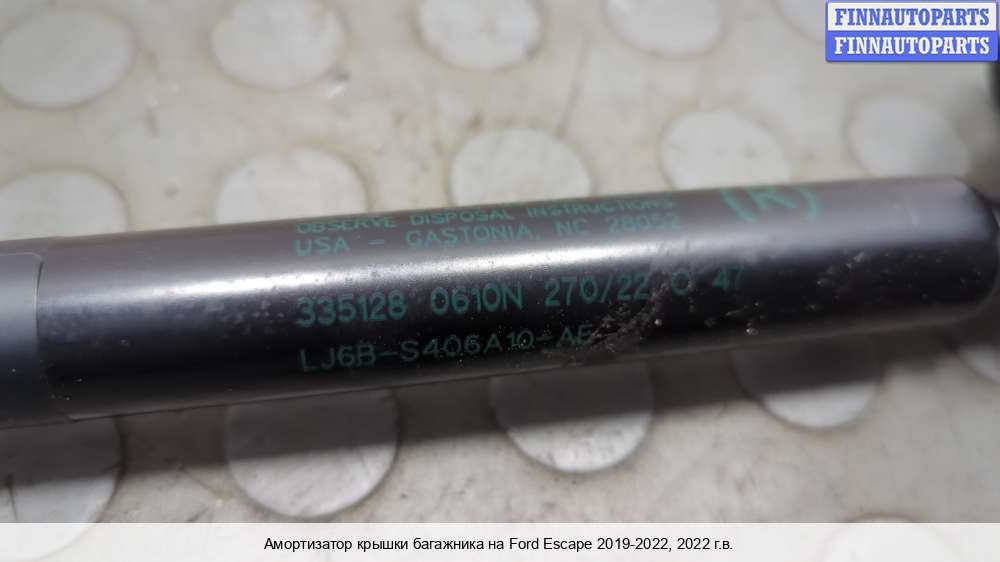 FINNAUTOPARTS
FINNAUTOPARTS
OBSERVE DISPOSAL INSTRUCTIONS
USA - GASTONIA, NC 28052
(R)
335128 0610N 270/22 0 47
LJ6B-S406A10-AE
Амортизатор крышки багажника на Ford Escape 2019-2022, 2022 г.в.